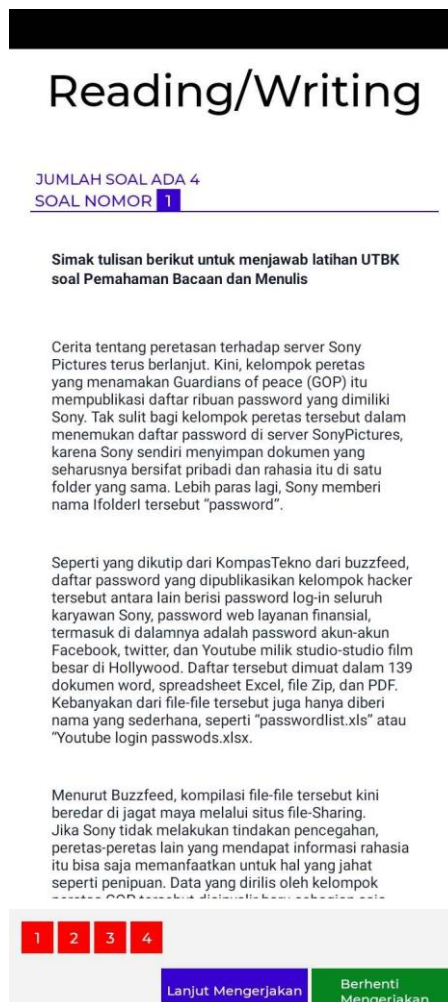 Reading/Writing
JUMLAH SOAL ADA 4
SOAL NOMOR 1
Simak tulisan berikut untuk menjawab latihan UTBK
soal Pemahaman Bacaan dan Menulis
Cerita tentang peretasan terhadap server Sony
Pictures terus berlanjut. Kini, kelompok peretas
yang menamakan Guardians of peace (GOP) itu
mempublikasi daftar ribuan password yang dimiliki
Sony. Tak sulit bagi kelompok peretas tersebut dalam
menemukan daftar password di server SonyPictures,
karena Sony sendiri menyimpan dokumen yang
seharusnya bersifat pribadi dan rahasia itu di satu
folder yang sama. Lebih paras lagi, Sony memberi
nama IfolderI tersebut “password”.
Seperti yang dikutip dari KompasTekno dari buzzfeed,
daftar password yang dipublikasikan kelompok hacker
tersebut antara lain berisi password log-in seluruh
karyawan Sony, password web layanan finansial,
termasuk di dalamnya adalah password akun-akun
Facebook, twitter, dan Youtube milik studio-studio film
besar di Hollywood. Daftar tersebut dimuat dalam 139
dokumen word, spreadsheet Excel, file Zip, dan PDF.
Kebanyakan dari file-file tersebut juga hanya diberi
nama yang sederhana, seperti “passwordlist.xls” atau
“Youtube login passwods.xlsx.
Menurut Buzzfeed, kompilasi file-file tersebut kini
beredar di jagat maya melalui situs file-Sharing.
Jika Sony tidak melakukan tindakan pencegahan,
peretas-peretas lain yang mendapat informasi rahasia
itu bisa saja memanfaatkan untuk hal yang jahat
seperti penipuan. Data yang dirilis oleh kelompok
1 2 3 4
Lanjut Mengerjakan
Berhenti
Mengerjakan